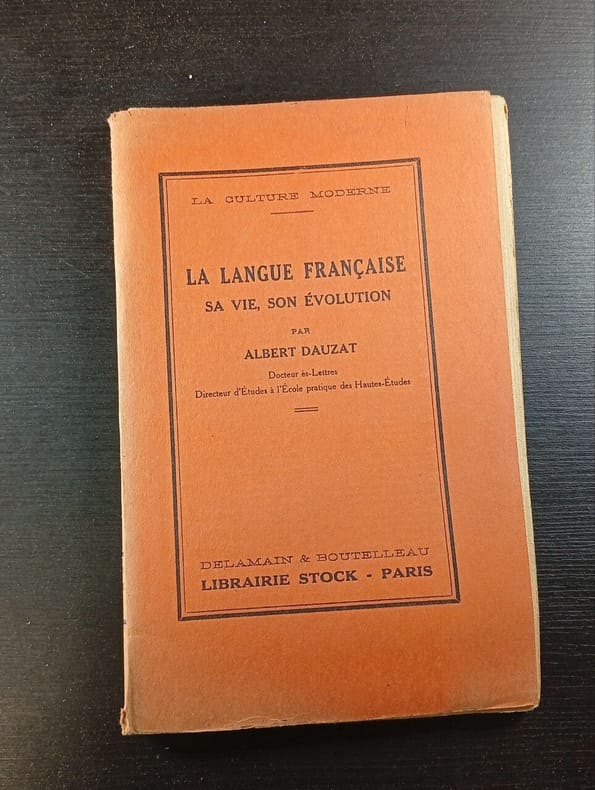 LA CULTURE MODERNE
LA LANGUE FRANÇAISE
SA VIE, SON ÉVOLUTION
PAR
ALBERT DAUZAT
Docteur ès-Lettres
Directeur d'Études à l'École pratique des Hautes-Études
DELAMAIN & BOUTELLEAU
LIBRAIRIE STOCK - PARIS